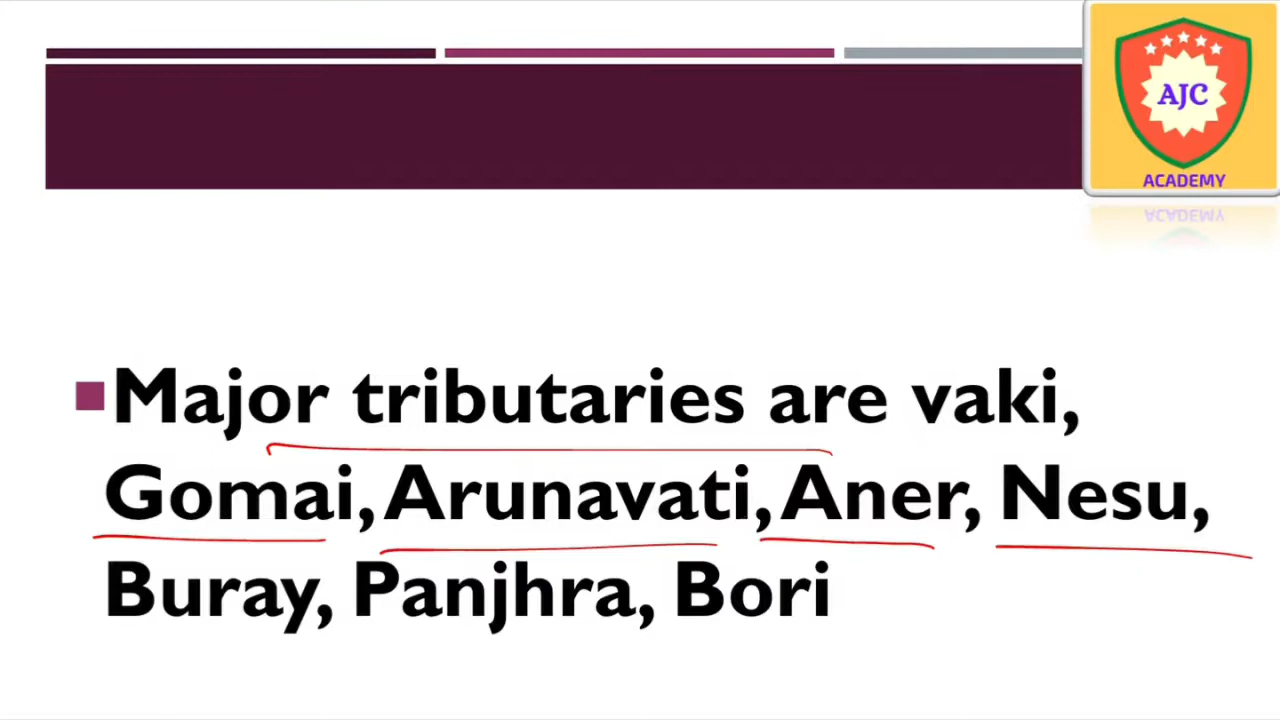 AJC
ACADEMY
Major tributaries are vaki,
Gomai, Arunavati, Aner, Nesu,
Buray, Panjhra, Bori